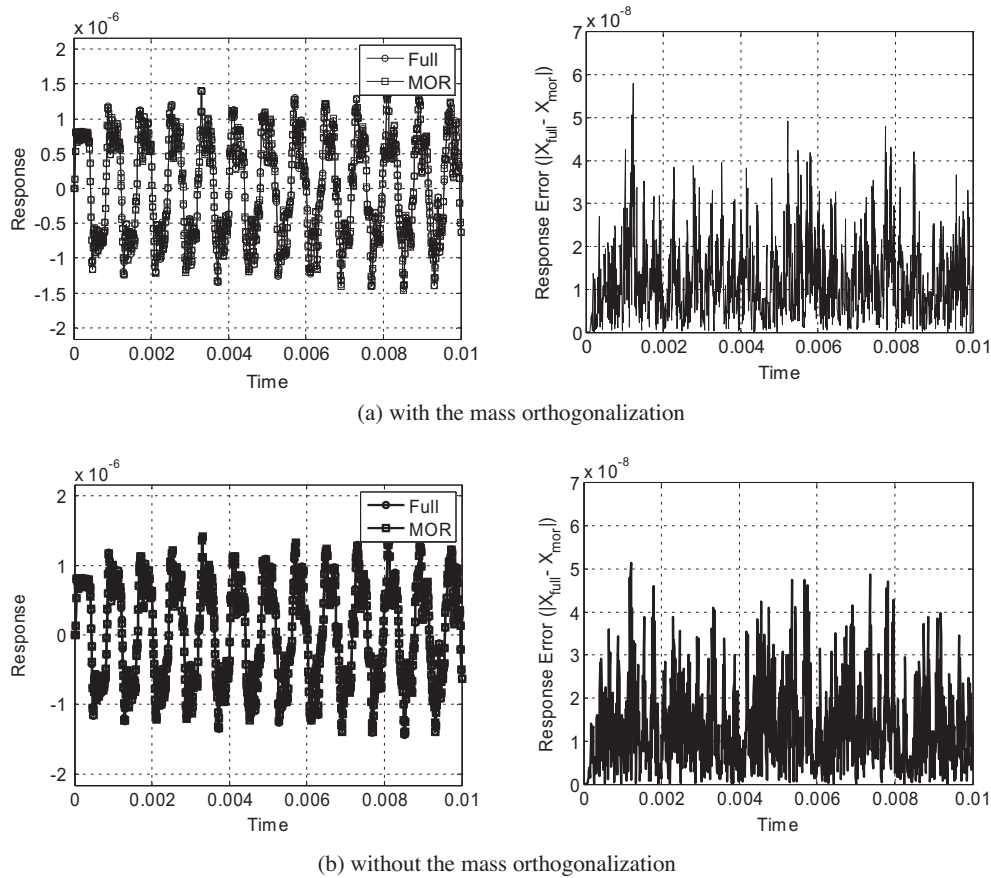 x 10^-6
2
1.5
1
0.5
0
-0.5
-1
-1.5
-2
Response
Full
MOR
0 0.002 0.004 0.006 0.008 0.01
Time
x 10^-8
7
6
5
4
3
2
1
0
Response Error (|X_full - X_mor|)
0 0.002 0.004 0.006 0.008 0.01
Time
(a) with the mass orthogonalization
x 10^-6
2
1
0
-1
-2
Response
Full
MOR
0 0.002 0.004 0.006 0.008 0.01
Time
x 10^-8
7
6
5
4
3
2
1
0
Response Error (|X_full - X_mor|)
0 0.002 0.004 0.006 0.008 0.01
Time
(b) without the mass orthogonalization